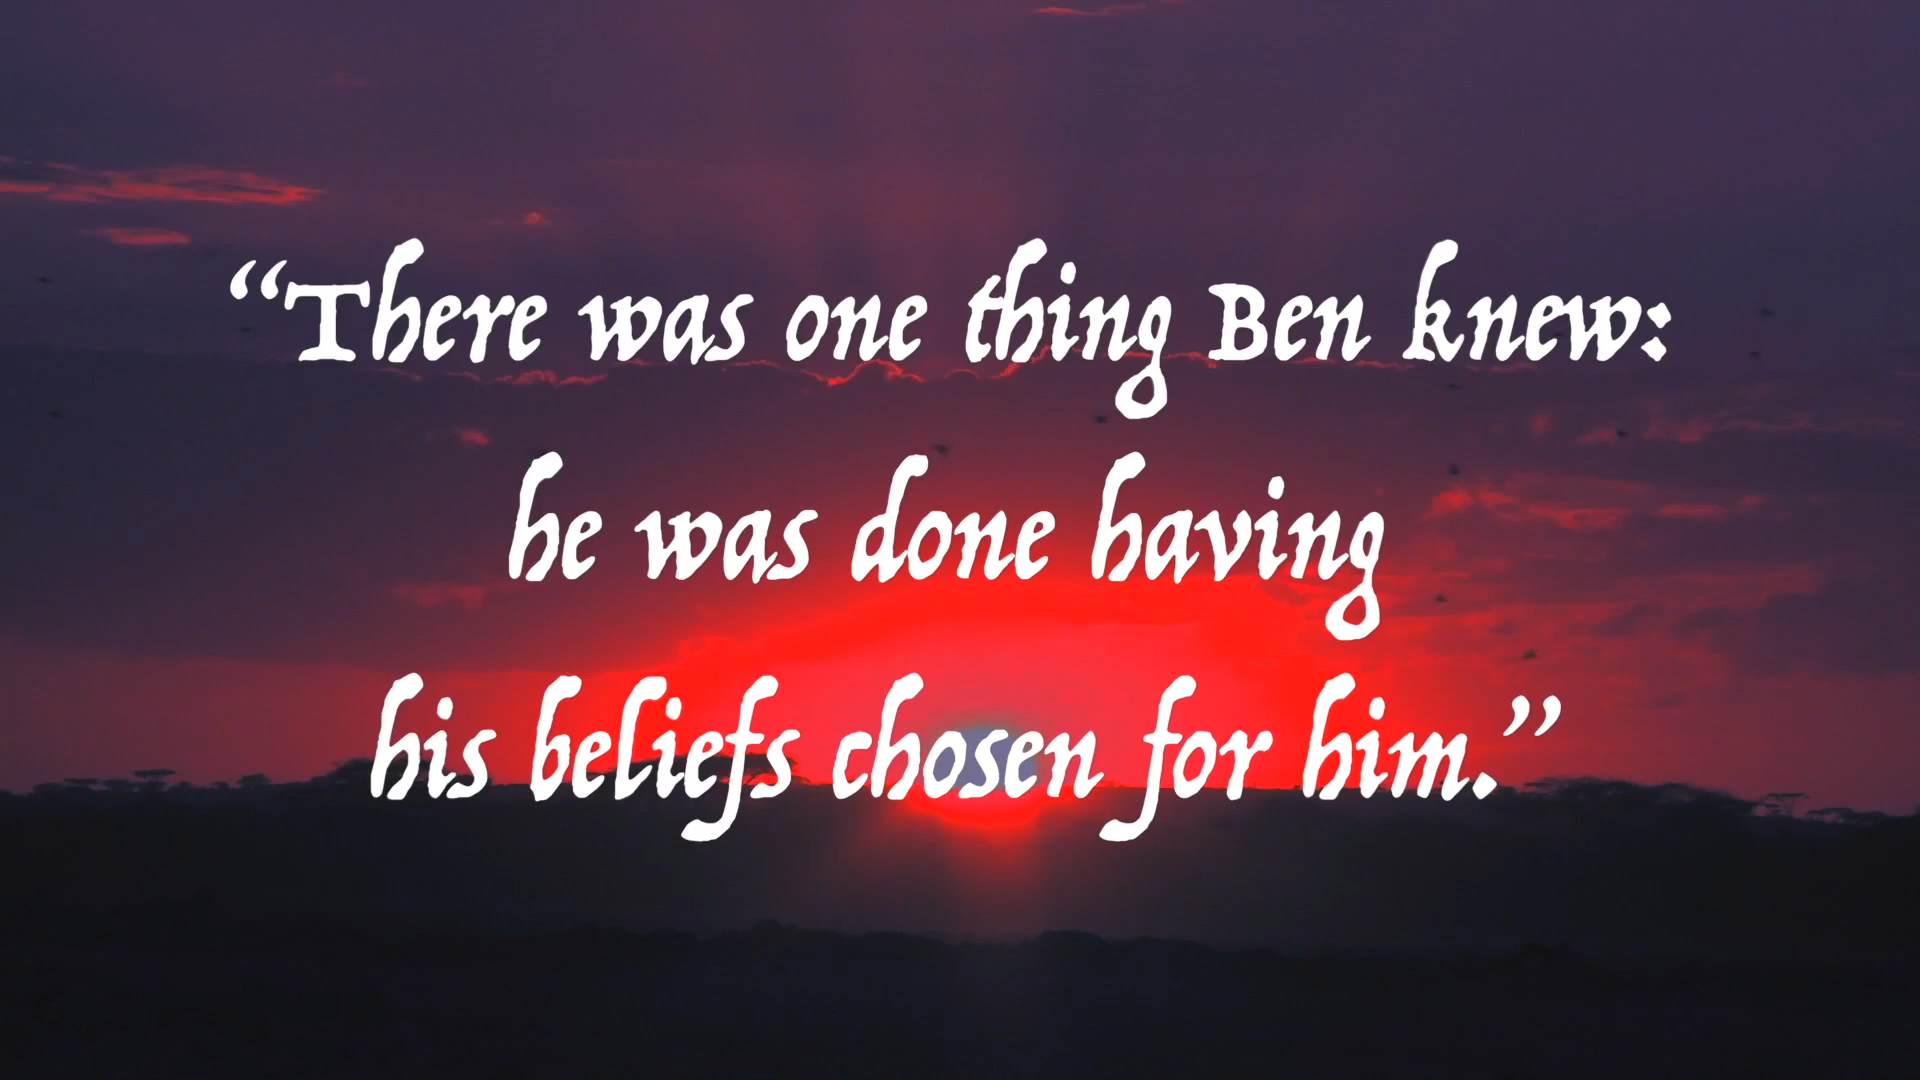 “There was one thing Ben knew:
he was done having
his beliefs chosen for him.”